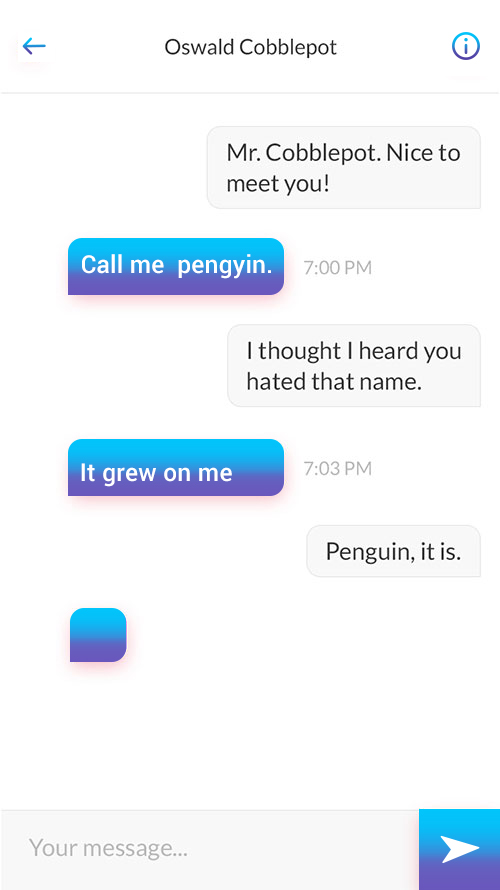 Oswald Cobblepot
Mr. Cobblepot. Nice to
meet you!
Call me  pengyin.
7:00 PM
I thought I heard you
hated that name.
It grew on me
7:03 PM
Penguin, it is.
Your message...